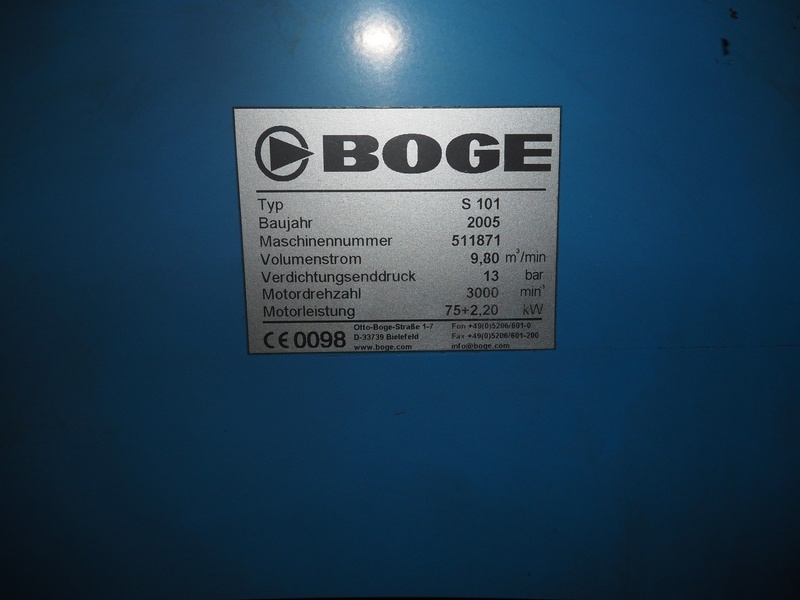 BOGE
Typ S 101
Baujahr 2005
Maschinennummer 511871
Volumenstrom 9,80 m³/min
Verdichtungsenddruck 13 bar
Motordrehzahl 3000 min⁻¹
Motorleistung 75+2,20 kW
CE 0098
Otto-Boge-Straße 1-7 Fon +49(0)5206/601-0
D-33739 Bielefeld Fax +49(0)5206/601-200
www.boge.com info@boge.com